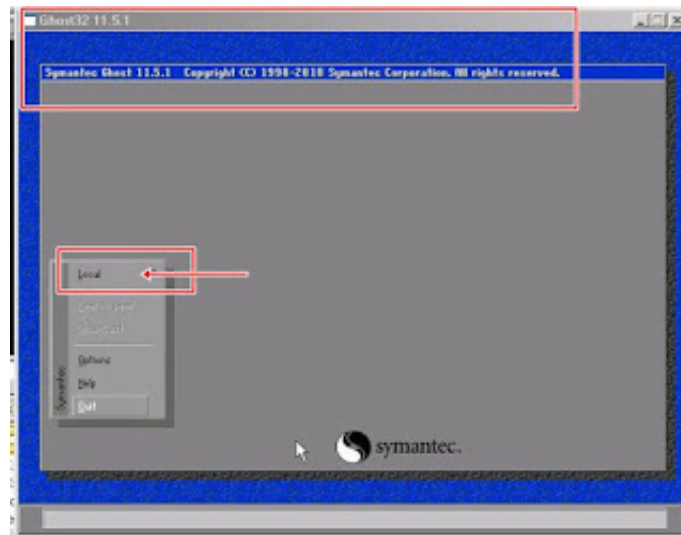 Ghost32 11.5.1
Symantec Ghost 11.5.1 Copyright (C) 1998-2010 Symantec Corporation. All rights reserved.
Local
Options
Help
Quit
Symantec
symantec.